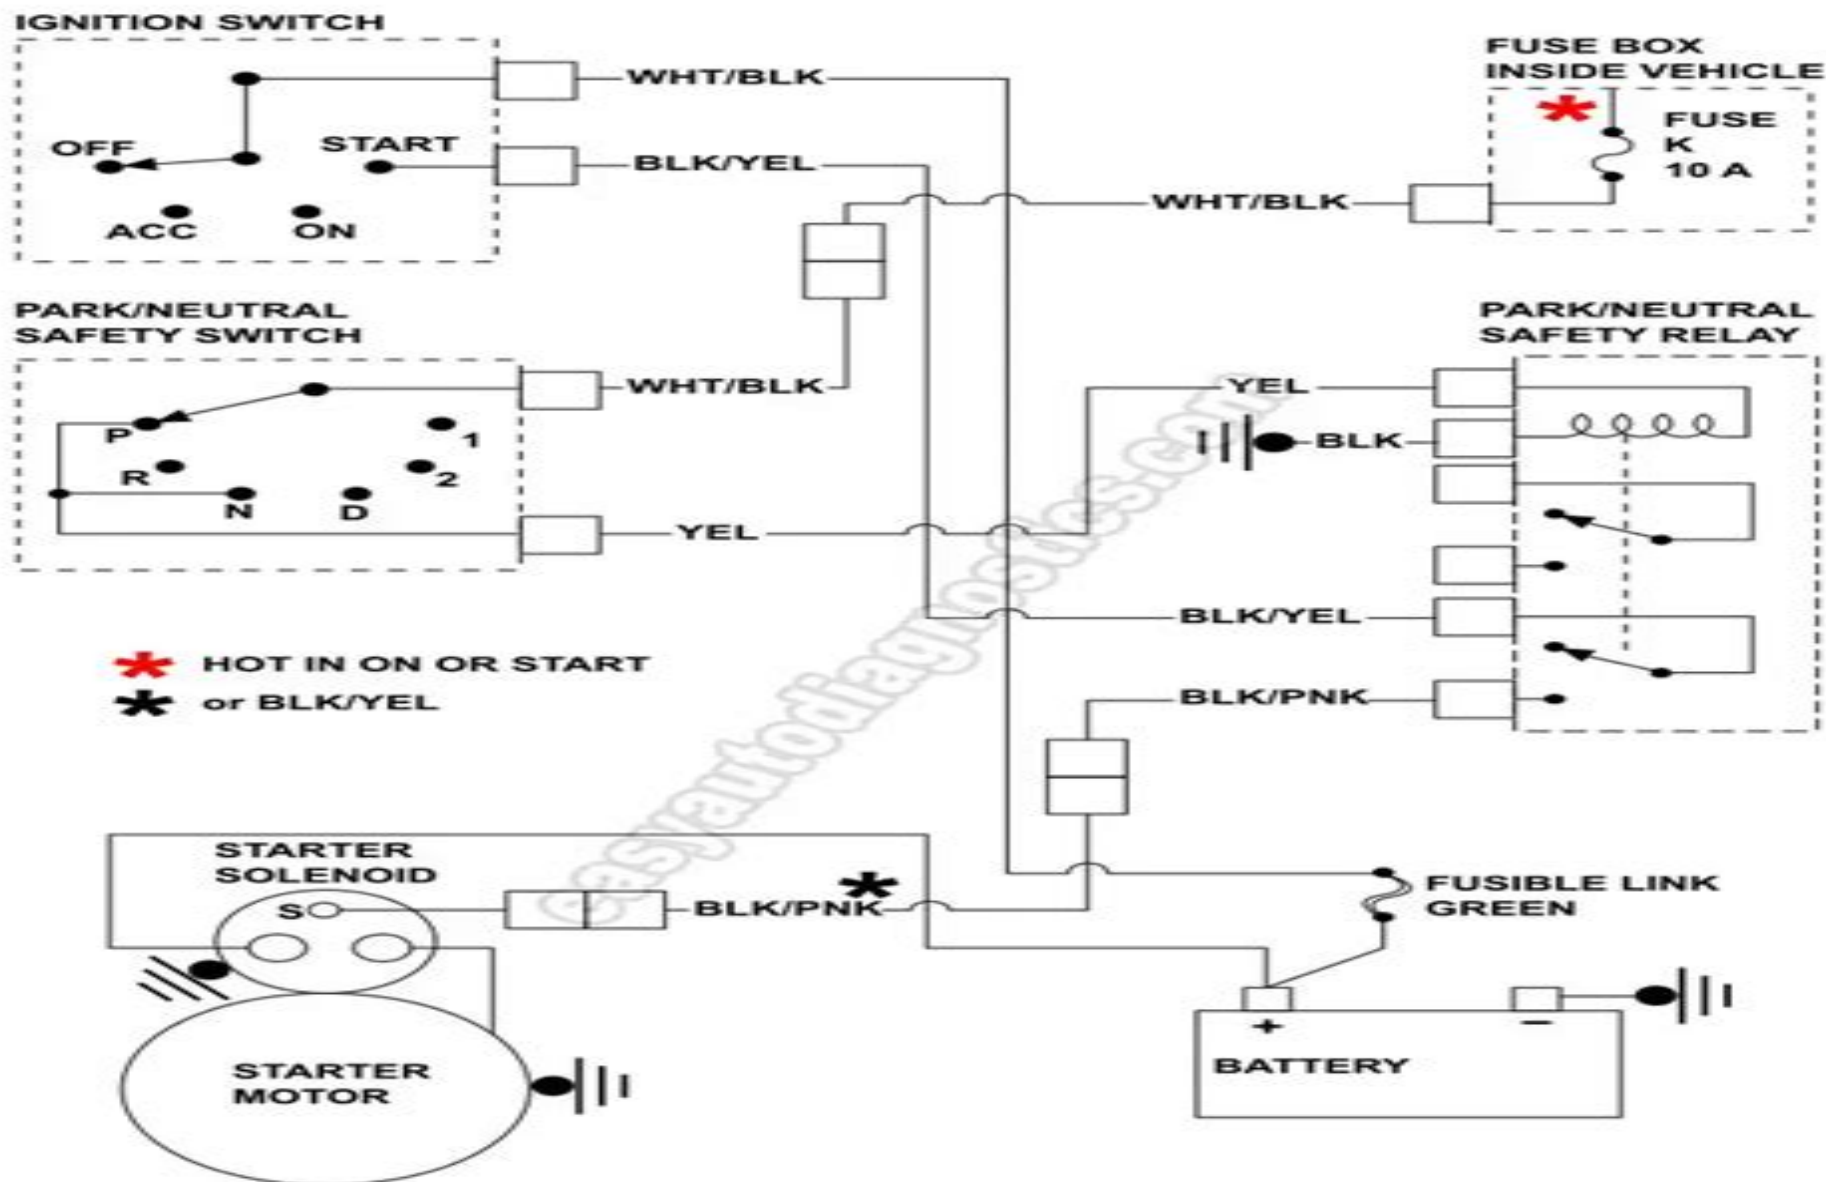 IGNITION SWITCH
OFF
START
ACC
ON
WHT/BLK
BLK/YEL
WHT/BLK
FUSE BOX
INSIDE VEHICLE
*
FUSE
K
10 A
PARK/NEUTRAL
SAFETY SWITCH
P
R
N
D
2
1
WHT/BLK
YEL
PARK/NEUTRAL
SAFETY RELAY
YEL
BLK
BLK/YEL
BLK/PNK
* HOT IN ON OR START
* or BLK/YEL
easyautodiagnostics.com
STARTER
SOLENOID
S
*
BLK/PNK
STARTER
MOTOR
FUSIBLE LINK
GREEN
+
−
BATTERY